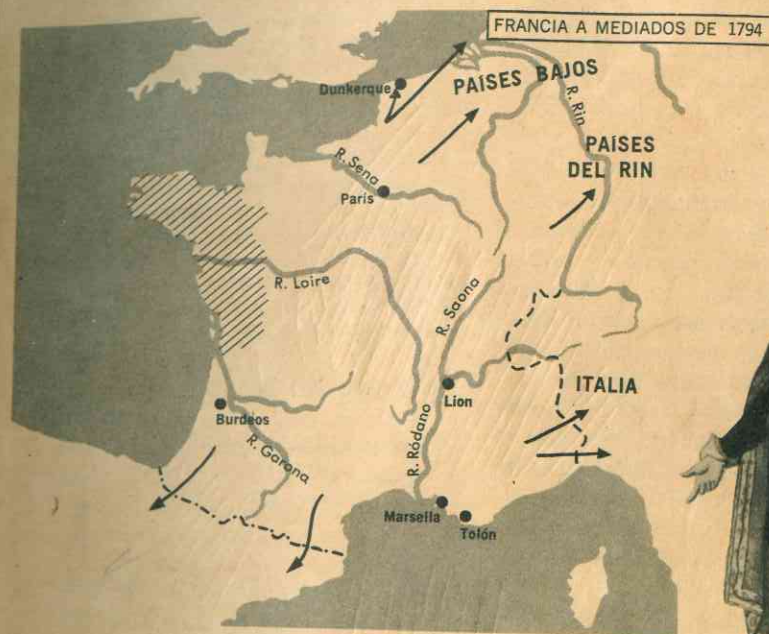 FRANCIA A MEDIADOS DE 1794
Dunkerque
PAÍSES BAJOS
R. Rin
PAÍSES
DEL RIN
R. Sena
París
R. Loire
R. Saona
ITALIA
Lion
Burdeos
R. Garona
R. Ródano
Marsella
Tolón